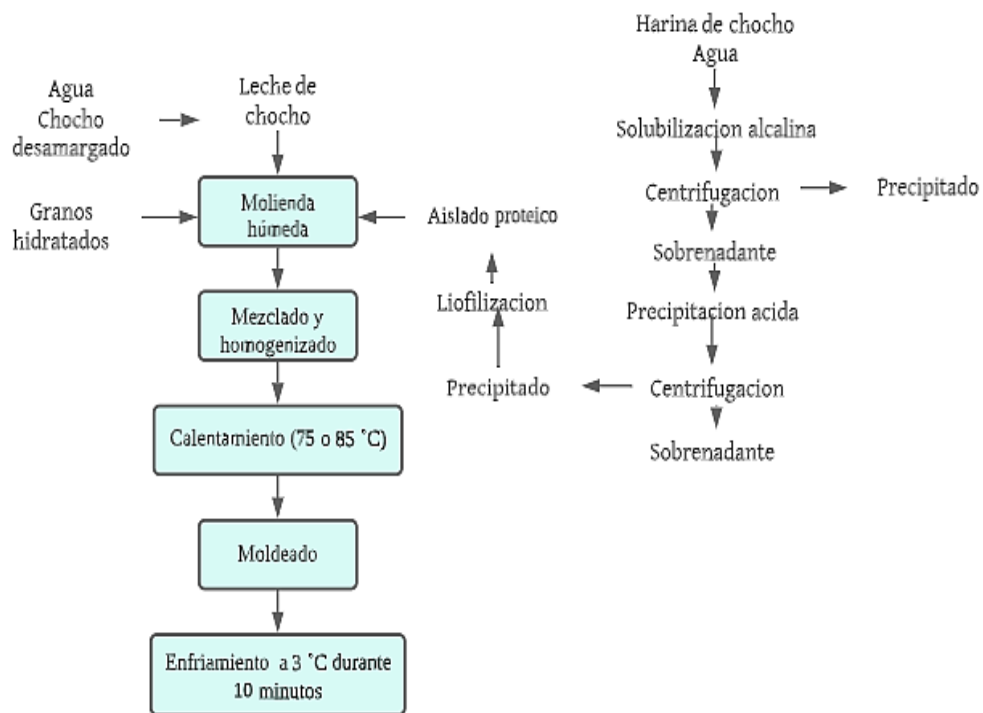 Agua
Chocho
desamargado
Leche de
chocho
Granos
hidratados
Molienda
húmeda
Mezclado y
homogenizado
Calentamiento (75 o 85 °C)
Moldeado
Enfriamiento a 3 °C durante
10 minutos
Aislado proteico
Liofilizacion
Precipitado
Harina de chocho
Agua
Solubilizacion alcalina
Centrifugacion
Precipitado
Sobrenadante
Precipitacion acida
Centrifugacion
Sobrenadante